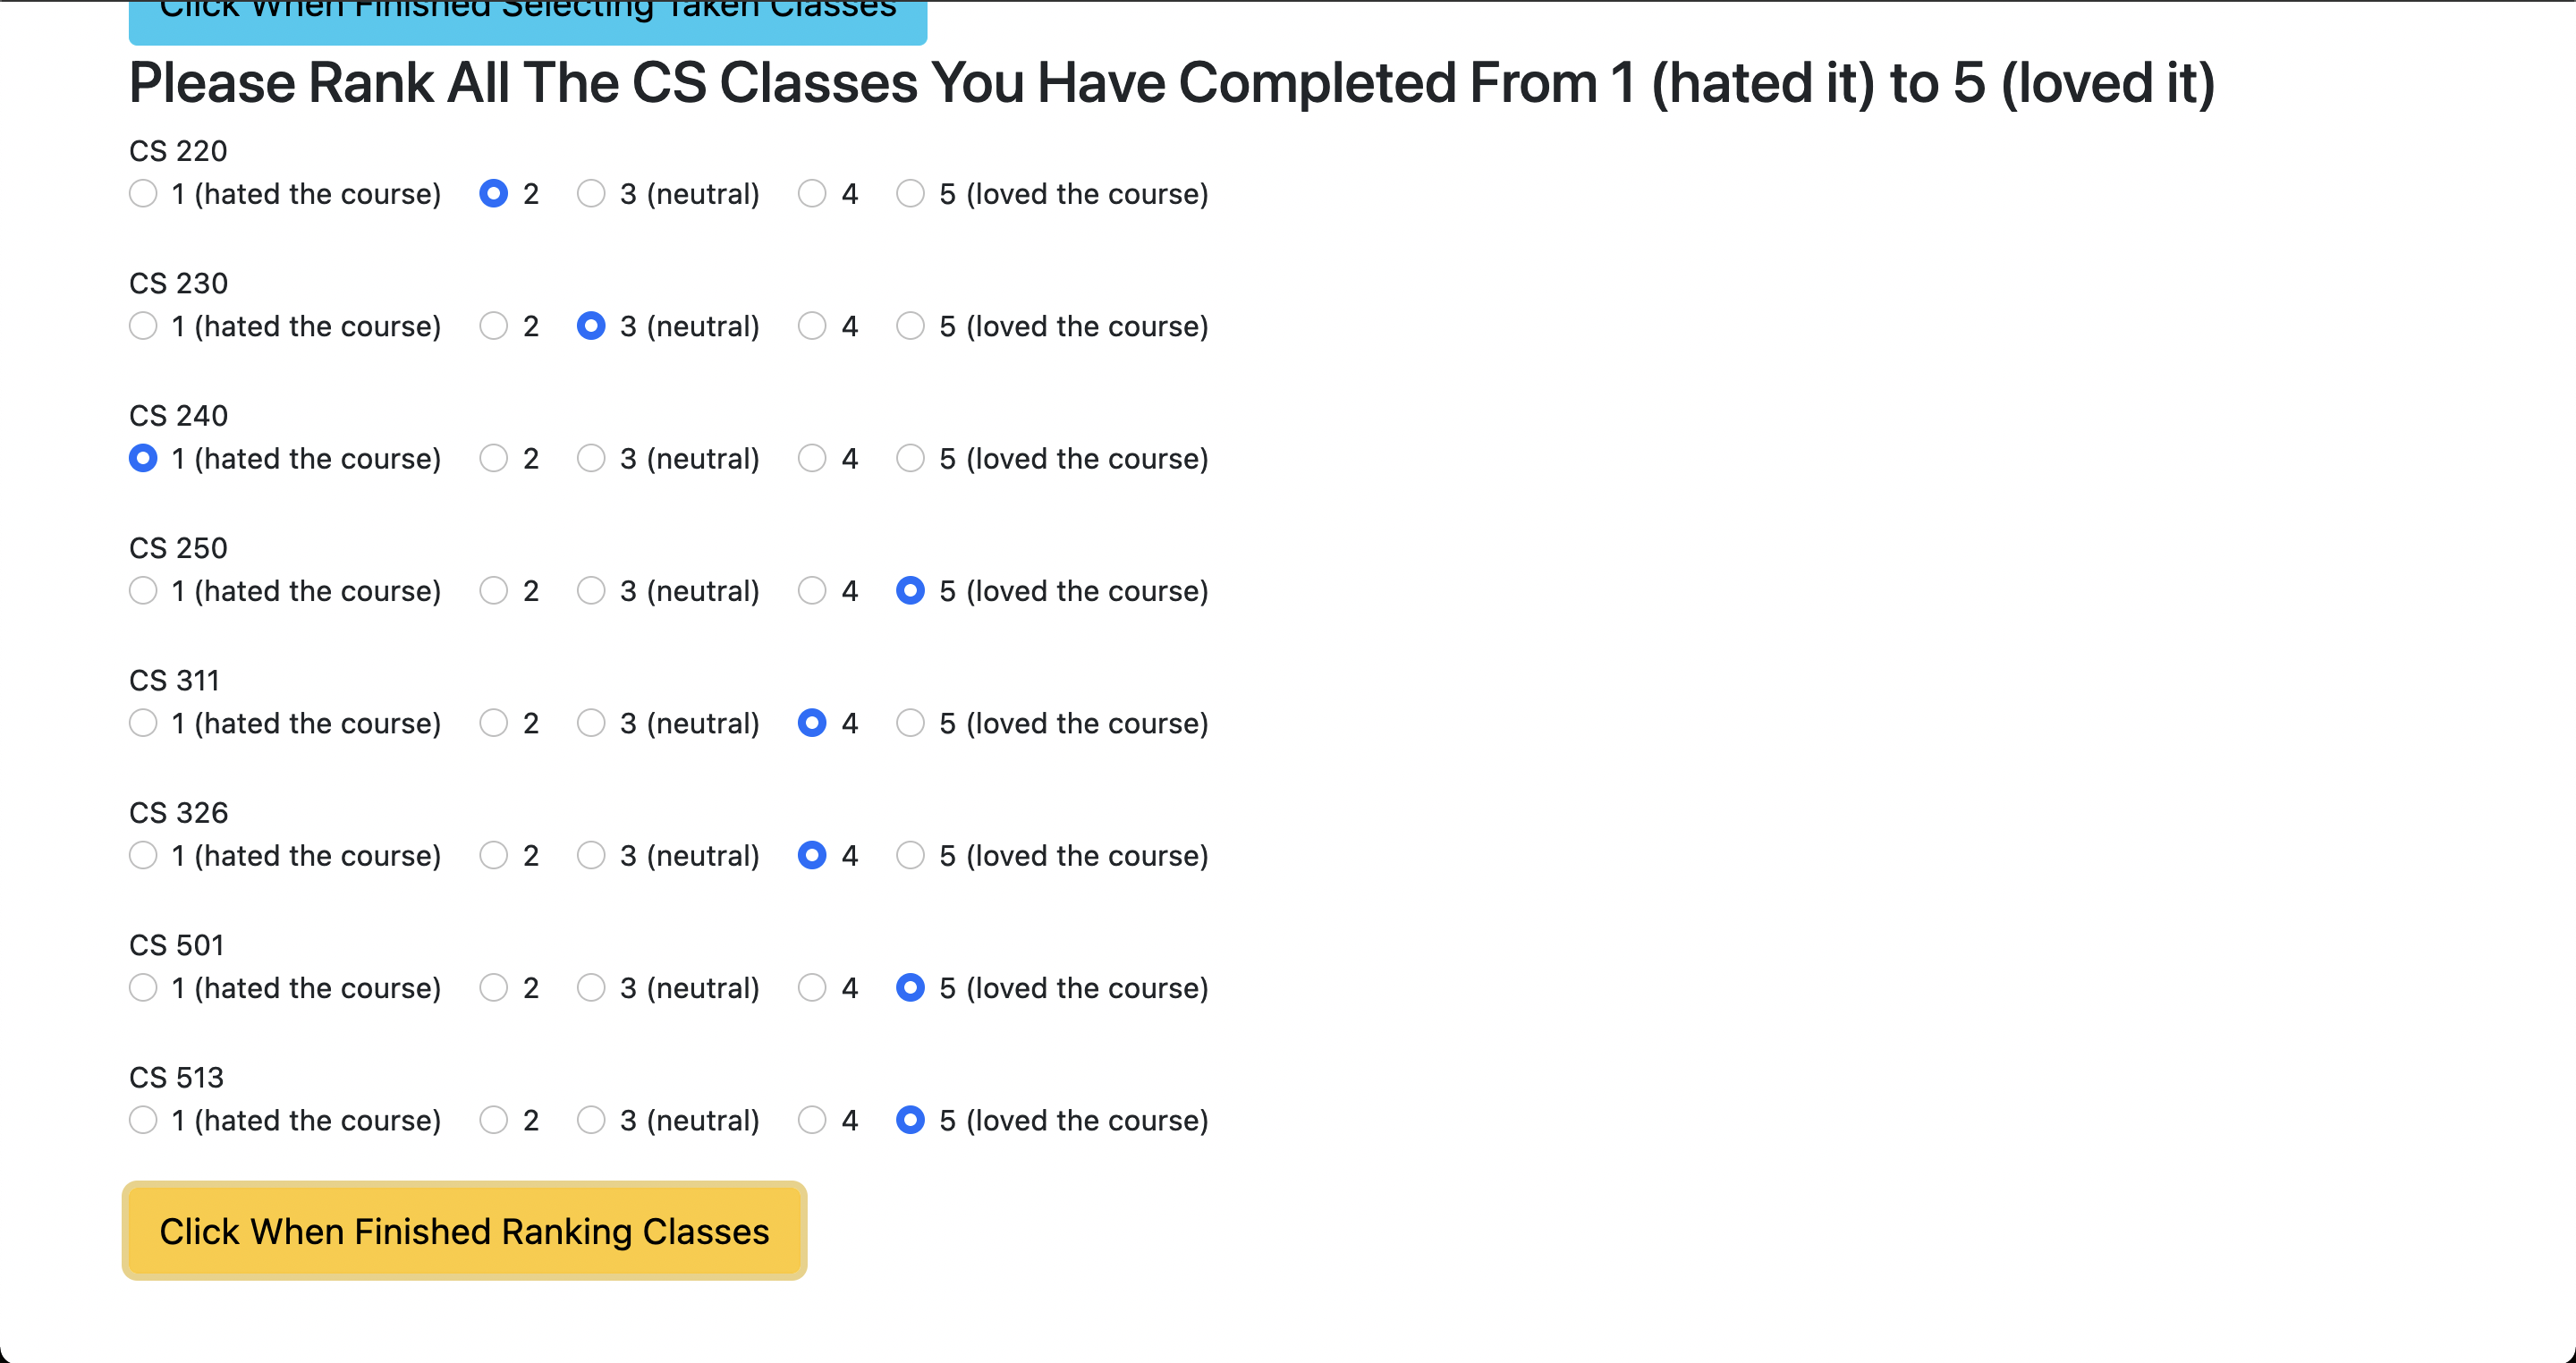 Click When Finished Selecting Taken Classes
Please Rank All The CS Classes You Have Completed From 1 (hated it) to 5 (loved it)
CS 220
1 (hated the course) 2 3 (neutral) 4 5 (loved the course)
CS 230
1 (hated the course) 2 3 (neutral) 4 5 (loved the course)
CS 240
1 (hated the course) 2 3 (neutral) 4 5 (loved the course)
CS 250
1 (hated the course) 2 3 (neutral) 4 5 (loved the course)
CS 311
1 (hated the course) 2 3 (neutral) 4 5 (loved the course)
CS 326
1 (hated the course) 2 3 (neutral) 4 5 (loved the course)
CS 501
1 (hated the course) 2 3 (neutral) 4 5 (loved the course)
CS 513
1 (hated the course) 2 3 (neutral) 4 5 (loved the course)
Click When Finished Ranking Classes